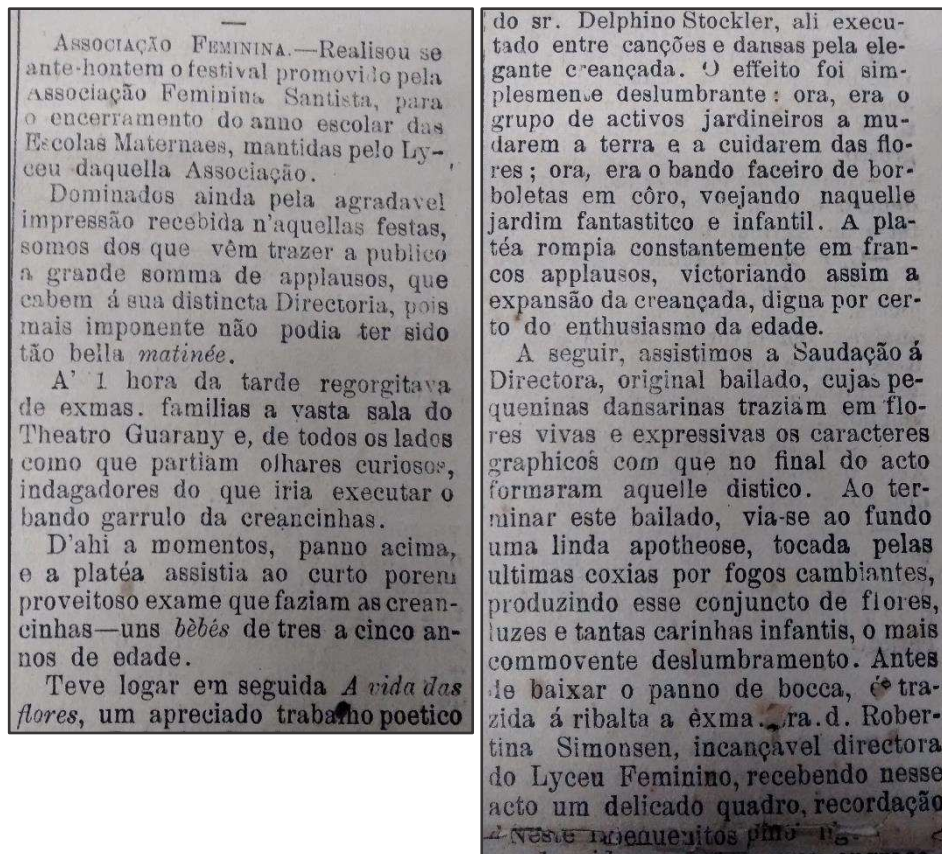 ASSOCIAÇÃO FEMININA.—Realisou se
ante-hontem o festival promovido pela
Associação Feminina Santista, para
o encerramento do anno escolar das
Escolas Maternaes, mantidas pelo Ly-
ceu daquella Associação.
Dominados ainda pela agradavel
impressão recebida n'aquellas festas,
somos dos que vêm trazer a publico
a grande somma de applausos, que
cabem á sua distincta Directoria, pois
mais imponente não podia ter sido
tão bella matinée.
A' 1 hora da tarde regorgitava
de exmas. familias a vasta sala do
Theatro Guarany e, de todos os lados
como que partiam olhares curiosos,
indagadores do que iria executar o
bando garrulo da creancinhas.
D'ahi a momentos, panno acima,
e a platéa assistia ao curto porem
proveitoso exame que faziam as crean-
cinhas—uns bèbés de tres a cinco an-
nos de edade.
Teve logar em seguida A vida das
flores, um apreciado trabalho poetico
do sr. Delphino Stockler, ali execu-
tado entre canções e dansas pela ele-
gante creançada. O effeito foi sim-
plesmente deslumbrante: ora, era o
grupo de activos jardineiros a mu-
darem a terra e a cuidarem das flo-
res; ora, era o bando faceiro de bor-
boletas em côro, voejando naquelle
jardim fantastitco e infantil. A pla-
téa rompia constantemente em fran-
cos applausos, victoriando assim a
expansão da creançada, digna por cer-
to do enthusiasmo da edade.
A seguir, assistimos a Saudação á
Directora, original bailado, cujas pe-
queninas dansarinas traziam em flo-
res vivas e expressivas os caracteres
graphicos com que no final do acto
formaram aquelle distico. Ao ter-
minar este bailado, via-se ao fundo
uma linda apotheose, tocada pelas
ultimas coxias por fogos cambiantes,
produzindo esse conjuncto de flores,
luzes e tantas carinhas infantis, o mais
commovente deslumbramento. Antes
de baixar o panno de bocca, é tra-
zida á ribalta a exma. sra. d. Rober-
tina Simonsen, incançavel directora
do Lyceu Feminino, recebendo nesse
acto um delicado quadro, recordação